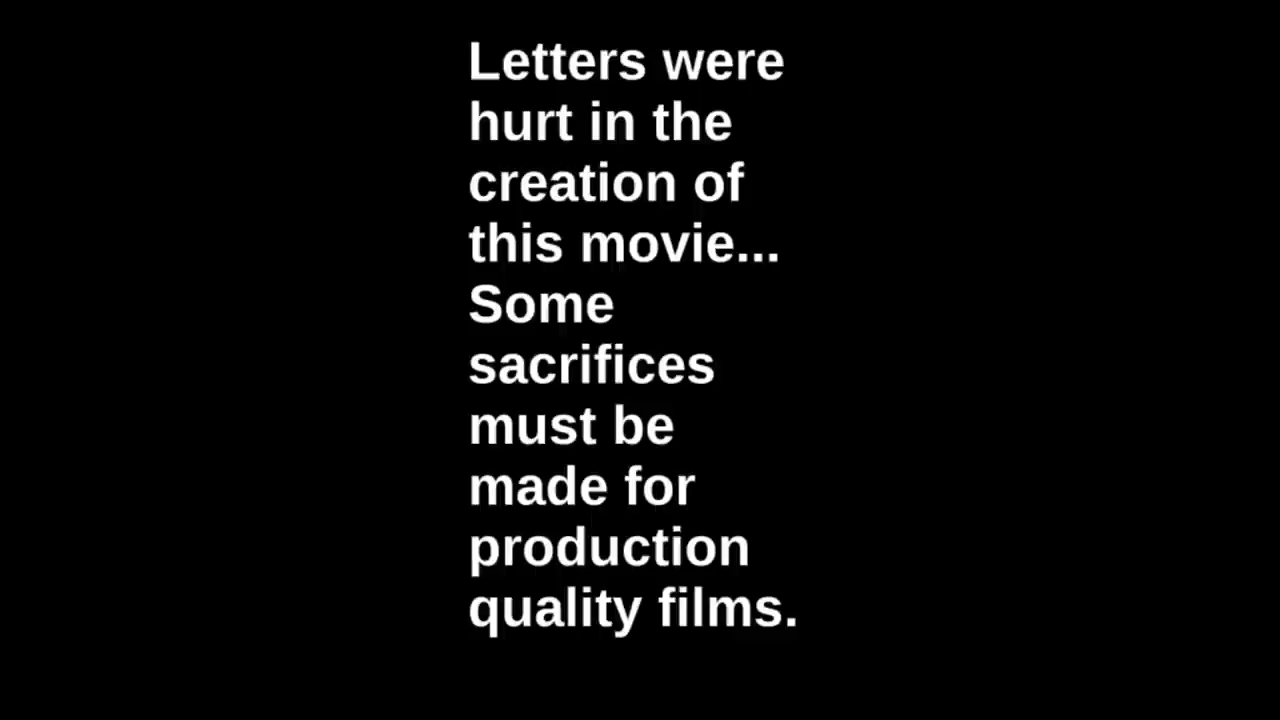 Letters were
hurt in the
creation of
this movie...
Some
sacrifices
must be
made for
production
quality films.